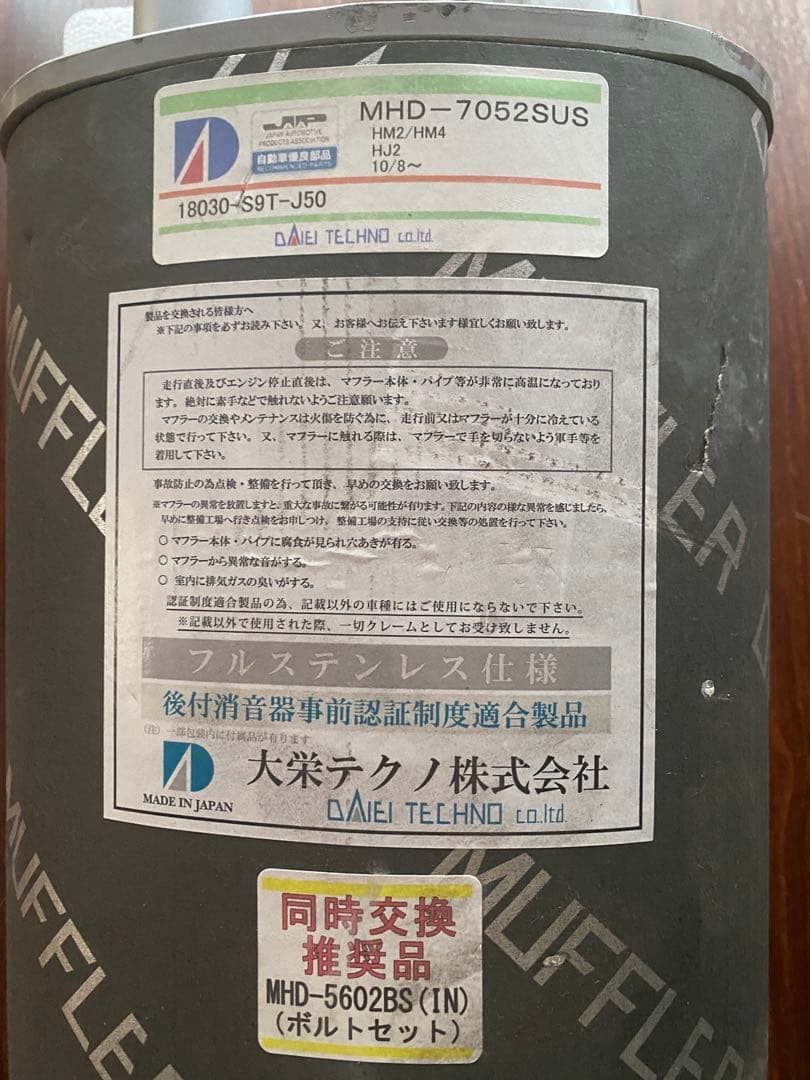 JAPA
JAPAN AUTOMOTIVE
PRODUCTS ASSOCIATION
自動車優良部品
RECOMMENDED PARTS
MHD-7052SUS
HM2/HM4
HJ2
10/8～
18030-S9T-J50
DAIEI TECHNO co.ltd.
MUFFLER
MUFFLER
製品を交換される皆様方へ
※下記の事項を必ずお読み下さい。又、お客様へお伝え下さいます様宜しくお願い致します。
ご注意
走行直後及びエンジン停止直後は、マフラー本体・パイプ等が非常に高温になっており
ます。絶対に素手などで触れないようご注意願います。
マフラーの交換やメンテナンスは火傷を防ぐ為に、走行前又はマフラーが十分に冷えている
状態で行って下さい。又、マフラーに触れる際は、マフラーで手を切らないよう軍手等を
着用して下さい。
事故防止の為点検・整備を行って頂き、早めの交換をお願い致します。
※マフラーの異常を放置しますと、重大な事故に繋がる可能性が有ります。下記の内容の様な異常を感じましたら、
早めに整備工場へ行き点検をお申しつけ。整備工場の支持に従い交換等の処置を行って下さい。
○ マフラー本体・パイプに腐食が見られ穴あきが有る。
○ マフラーから異常な音がする。
○ 室内に排気ガスの臭いがする。
認証制度適合製品の為、記載以外の車種にはご使用にならないで下さい。
※記載以外で使用された際、一切クレームとしてお受け致しません。
フルステンレス仕様
後付消音器事前認証制度適合製品
(注) 一部包装内に付属品が有ります
MADE IN JAPAN
大栄テクノ株式会社
DAIEI TECHNO co.,ltd.
同時交換
推奨品
MHD-5602BS(IN)
(ボルトセット)
MUFFLER
MUFFLER